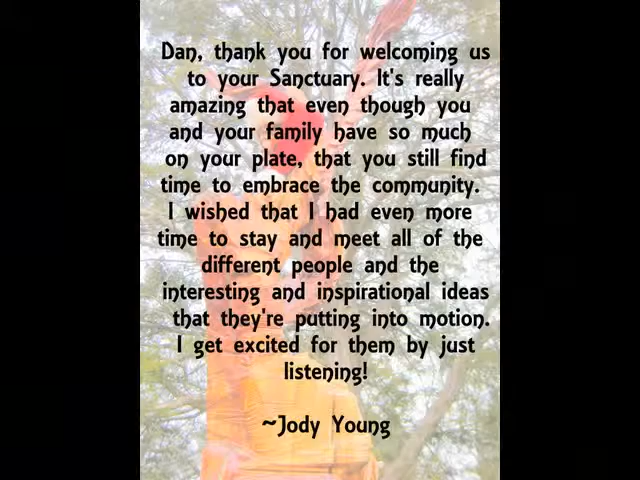 Dan, thank you for welcoming us
to your Sanctuary. It's really
amazing that even though you
and your family have so much
on your plate, that you still find
time to embrace the community.
I wished that I had even more
time to stay and meet all of the
different people and the
interesting and inspirational ideas
that they're putting into motion.
I get excited for them by just
listening!
~Jody Young